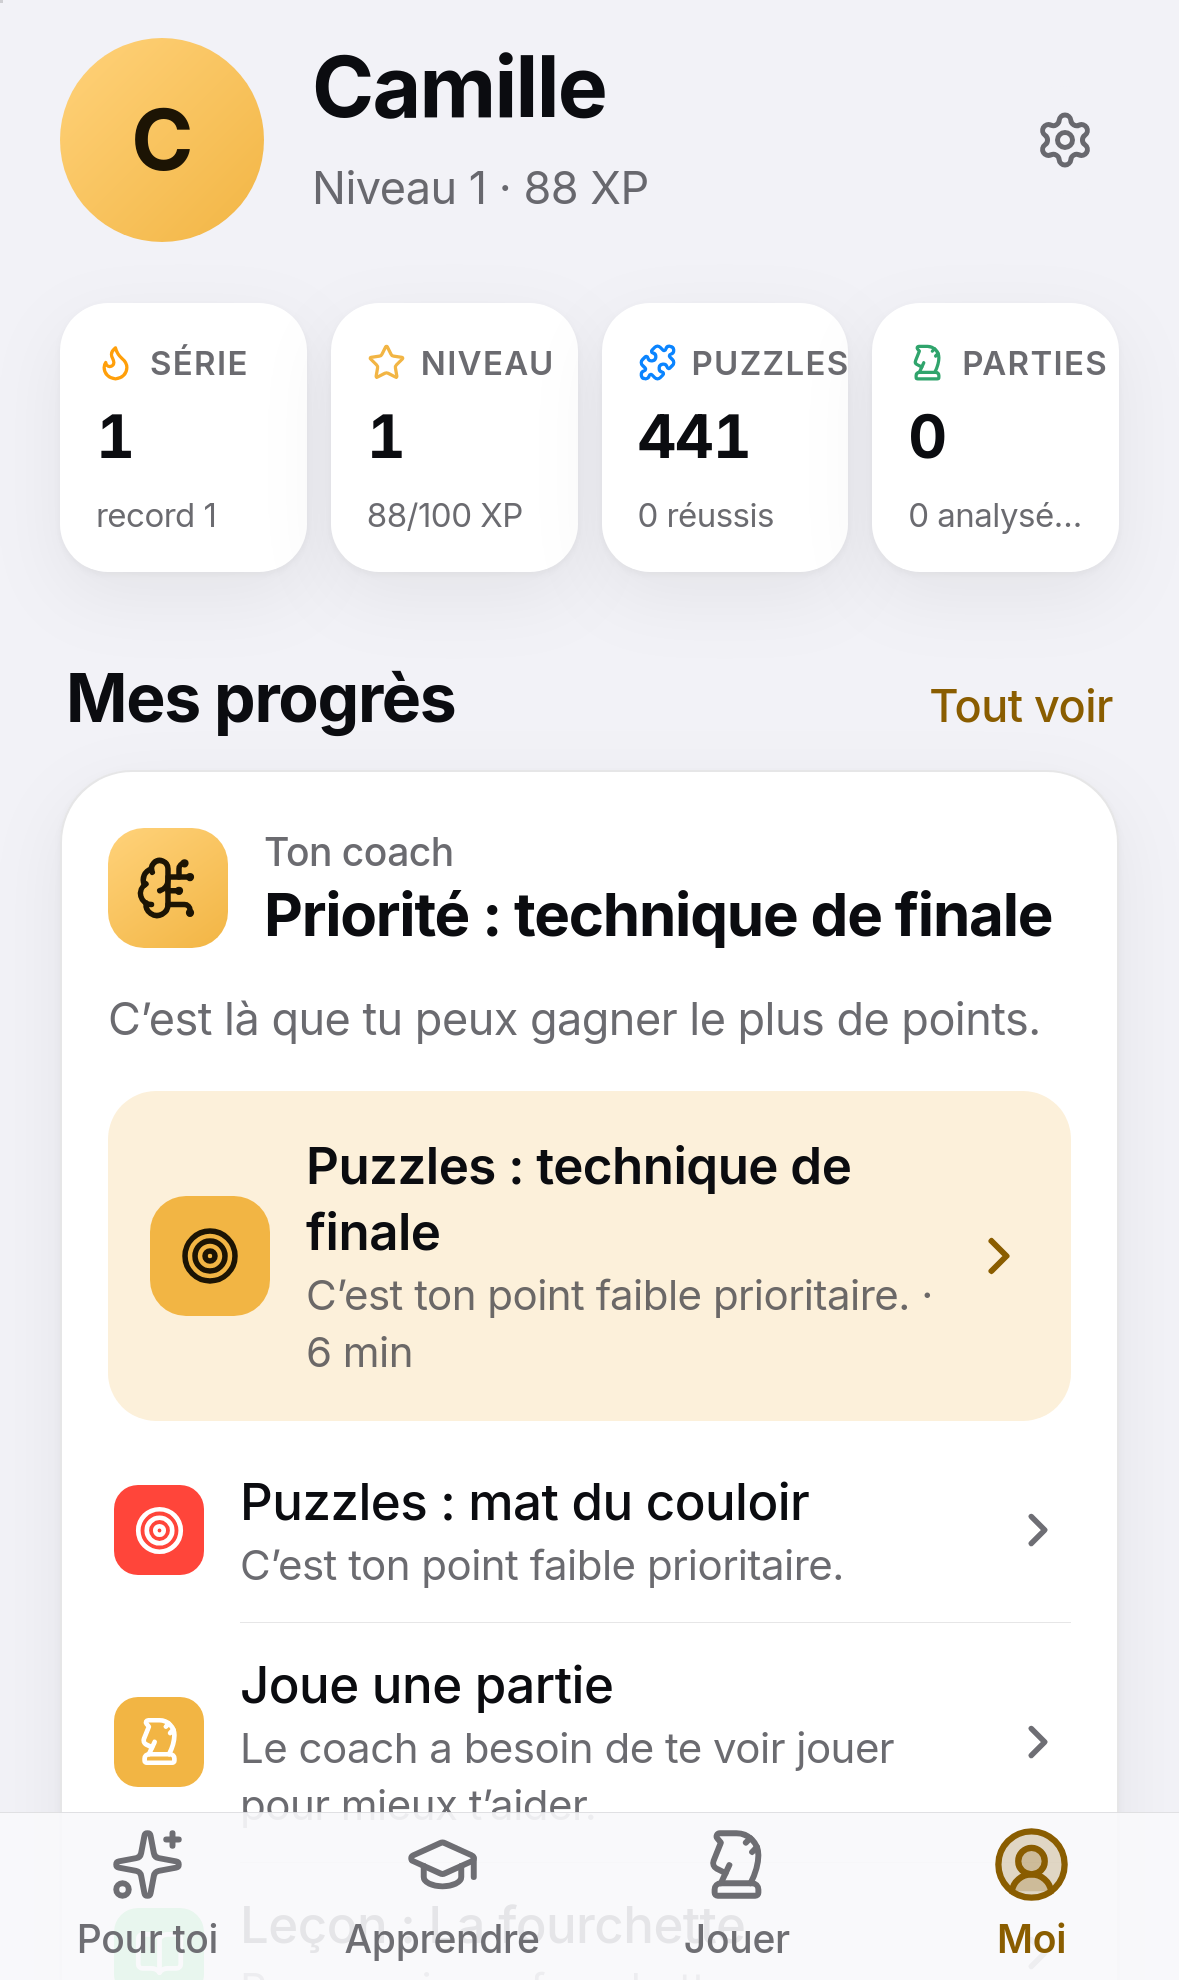 C
Camille
Niveau 1 · 88 XP
SÉRIE
1
record 1
NIVEAU
1
88/100 XP
PUZZLES
441
0 réussis
PARTIES
0
0 analysé…
Mes progrès
Tout voir
Ton coach
Priorité : technique de finale
C’est là que tu peux gagner le plus de points.
Puzzles : technique de
finale
C’est ton point faible prioritaire. ·
6 min
Puzzles : mat du couloir
C’est ton point faible prioritaire.
Joue une partie
Le coach a besoin de te voir jouer
pour mieux t’aider.
Leçon : La fourchette
Pour toi
Apprendre
Jouer
Moi